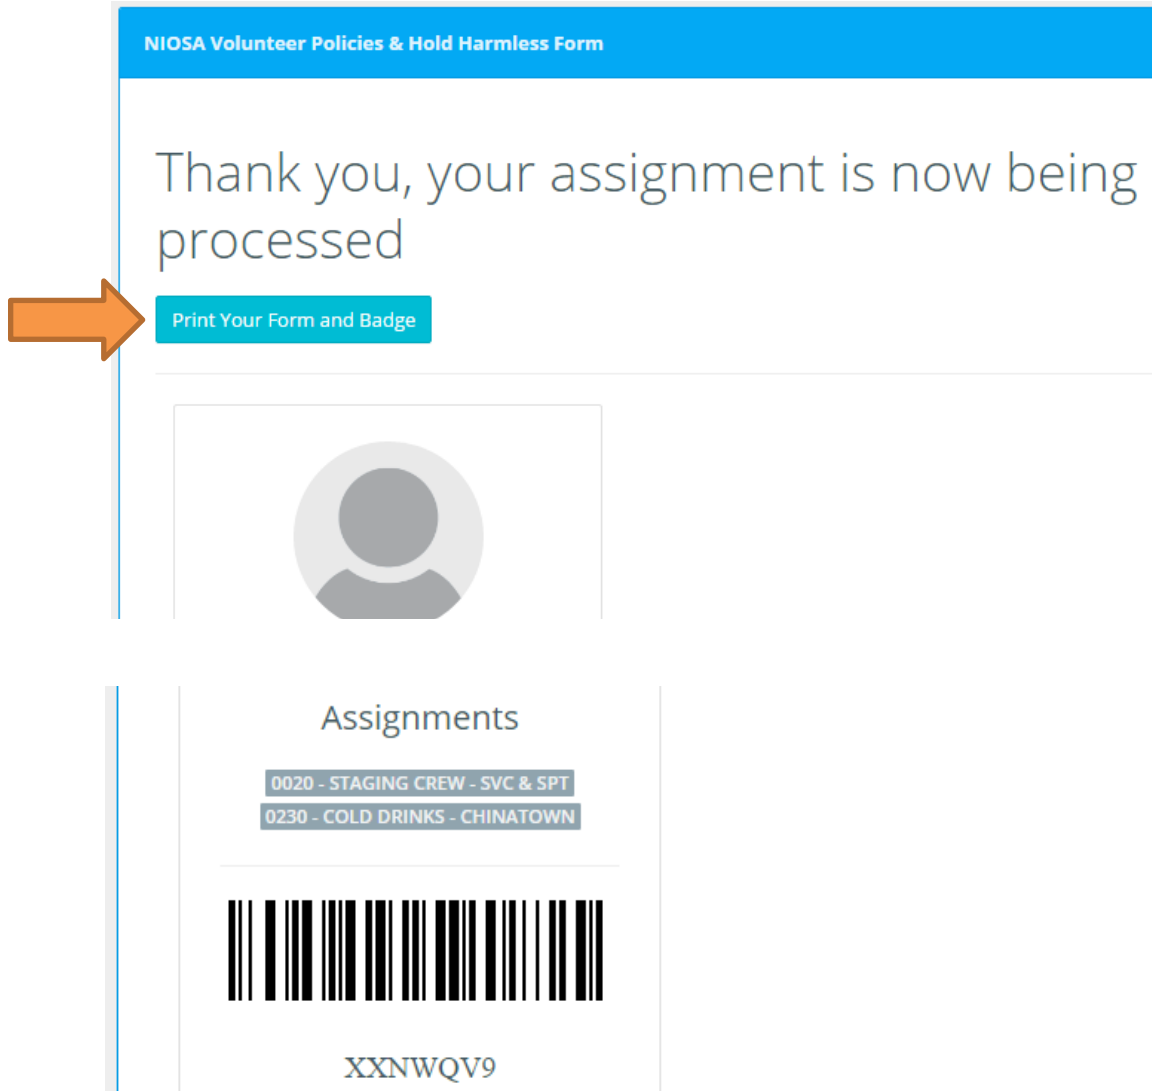 NIOSA Volunteer Policies & Hold Harmless Form
Thank you, your assignment is now being
processed
Print Your Form and Badge
Assignments
0020 - STAGING CREW - SVC & SPT
0230 - COLD DRINKS - CHINATOWN
XXNWQV9